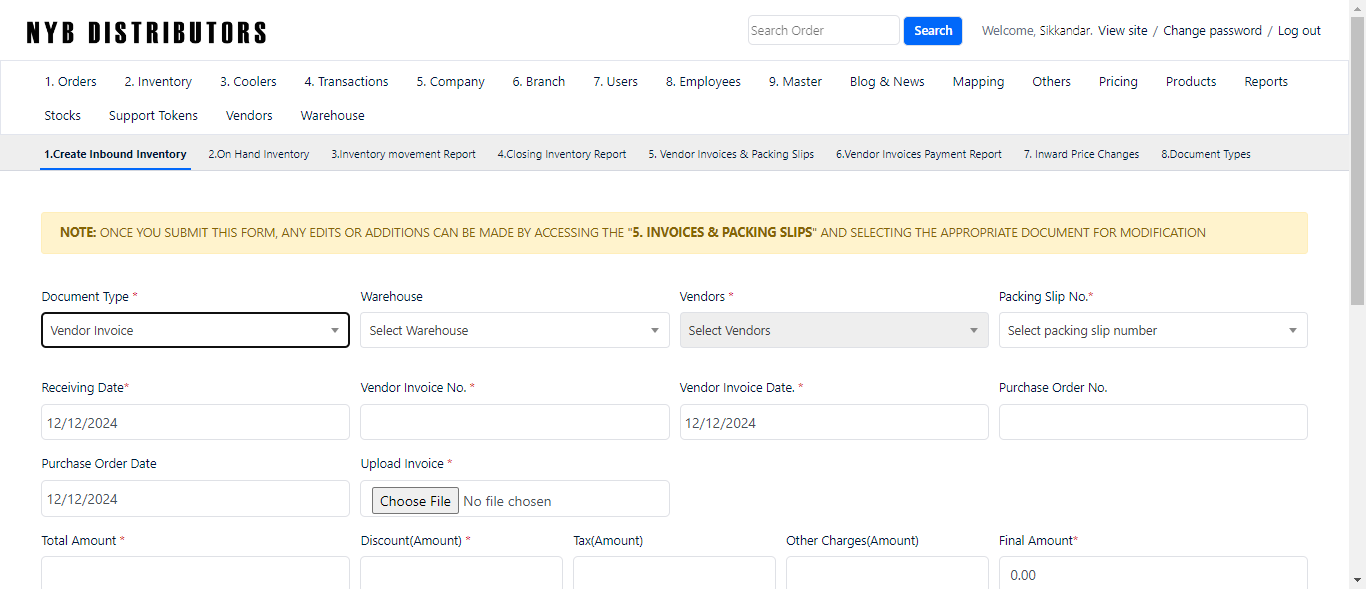 NYB DISTRIBUTORS
Search Order Search Welcome, Sikkandar. View site / Change password / Log out
1. Orders 2. Inventory 3. Coolers 4. Transactions 5. Company 6. Branch 7. Users 8. Employees 9. Master Blog & News Mapping Others Pricing Products Reports
Stocks Support Tokens Vendors Warehouse
1.Create Inbound Inventory 2.On Hand Inventory 3.Inventory movement Report 4.Closing Inventory Report 5. Vendor Invoices & Packing Slips 6.Vendor Invoices Payment Report 7. Inward Price Changes 8.Document Types
NOTE: ONCE YOU SUBMIT THIS FORM, ANY EDITS OR ADDITIONS CAN BE MADE BY ACCESSING THE "5. INVOICES & PACKING SLIPS" AND SELECTING THE APPROPRIATE DOCUMENT FOR MODIFICATION
Document Type * Warehouse Vendors * Packing Slip No.*
Vendor Invoice Select Warehouse Select Vendors Select packing slip number
Receiving Date* Vendor Invoice No. * Vendor Invoice Date. * Purchase Order No.
12/12/2024 12/12/2024
Purchase Order Date Upload Invoice *
12/12/2024 Choose File No file chosen
Total Amount * Discount(Amount) * Tax(Amount) Other Charges(Amount) Final Amount*
0.00